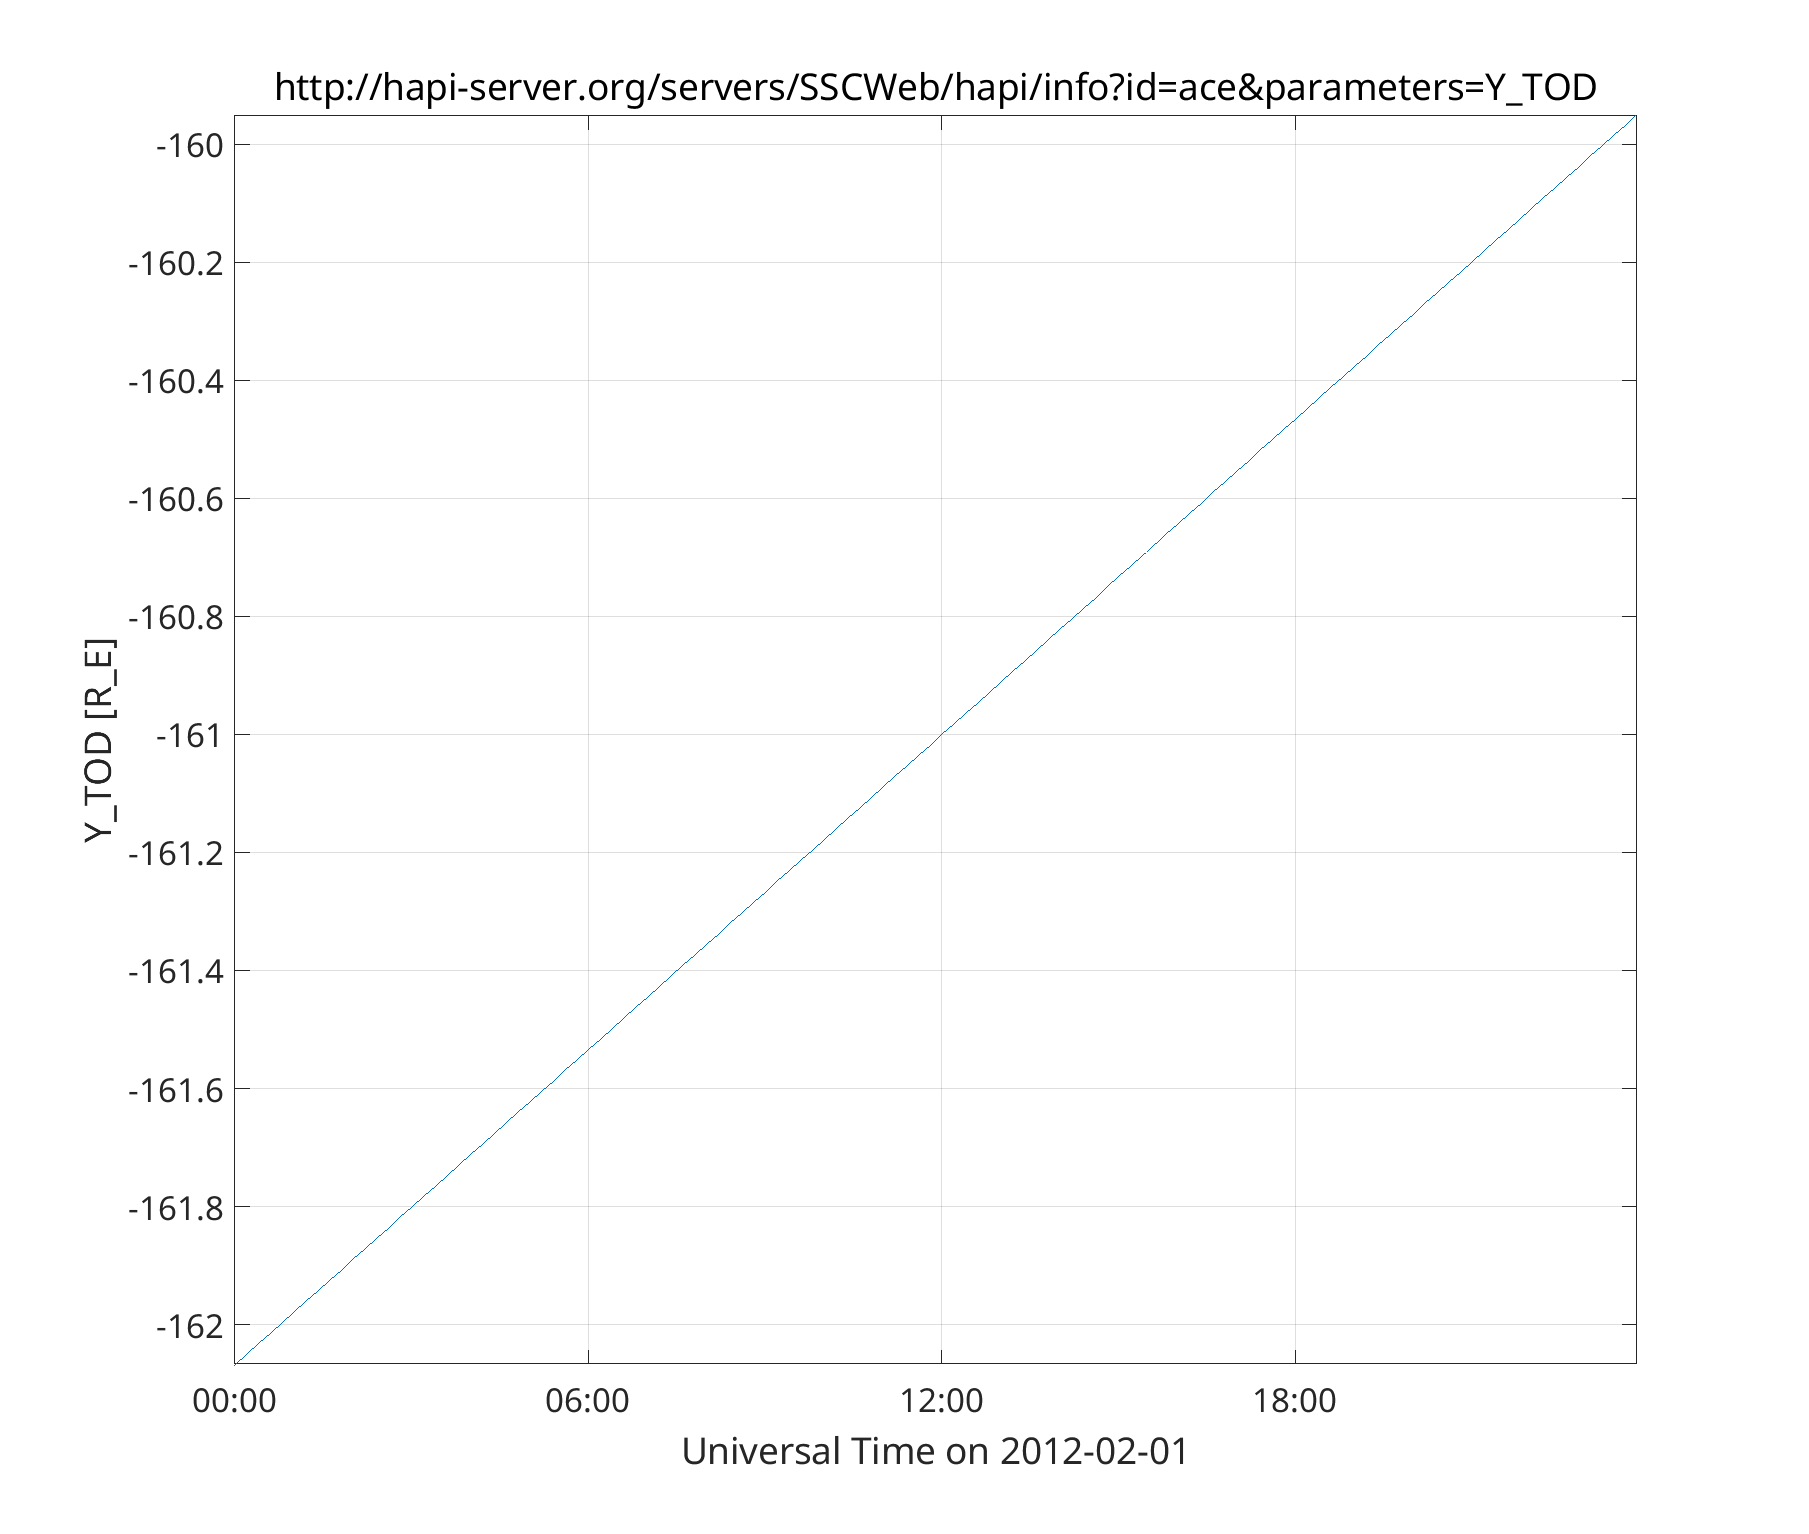 http://hapi-server.org/servers/SSCWeb/hapi/info?id=ace&parameters=Y_TOD
-160
-160.2
-160.4
-160.6
-160.8
-161
-161.2
-161.4
-161.6
-161.8
-162
Y_TOD [R_E]
00:00 06:00 12:00 18:00
Universal Time on 2012-02-01